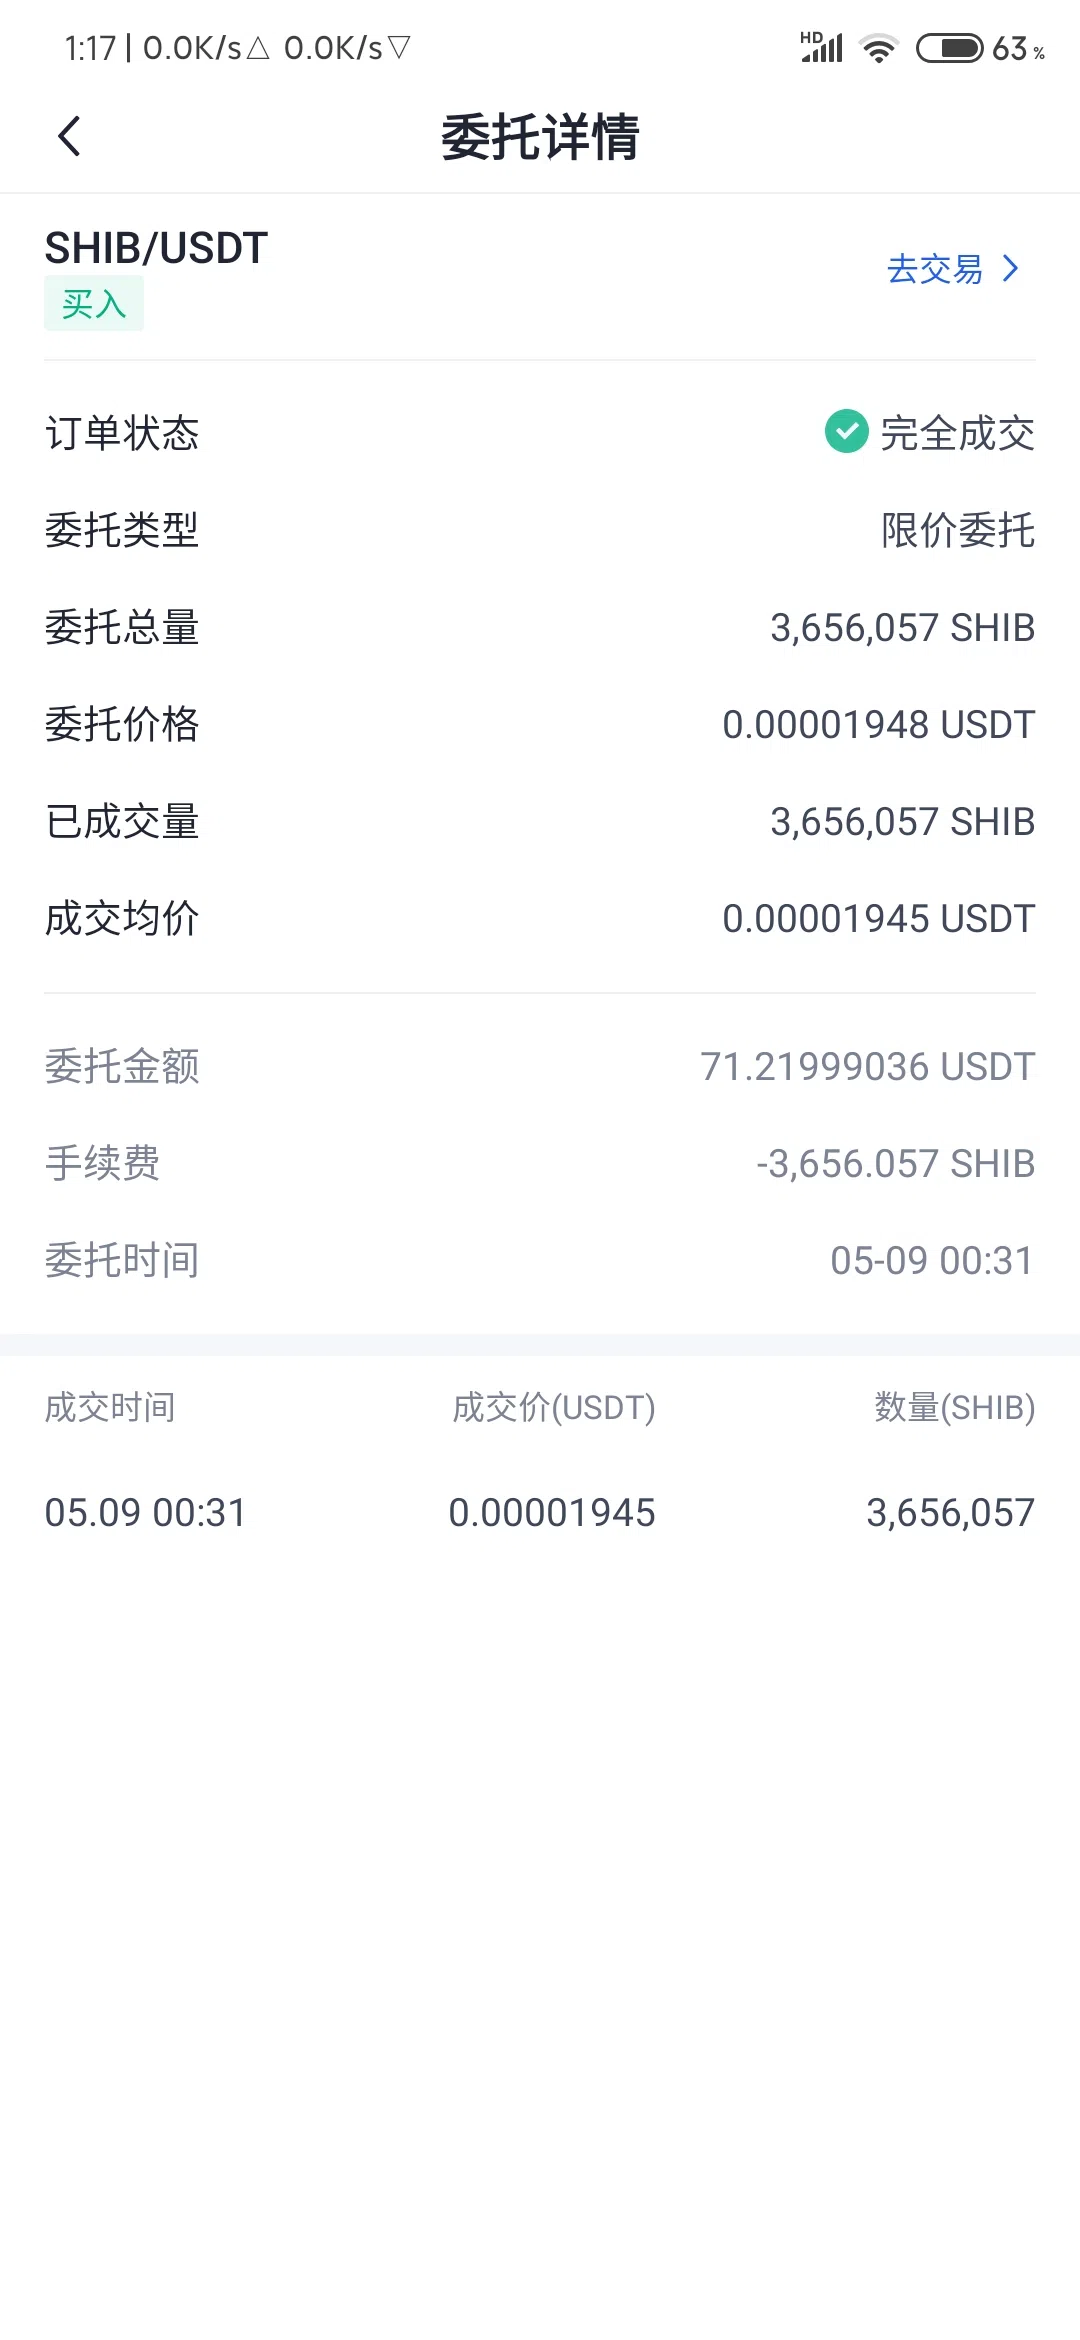 1:17 | 0.0K/s△ 0.0K/s▽ HD 63 %
委托详情
SHIB/USDT
买入
去交易
订单状态 完全成交
委托类型 限价委托
委托总量 3,656,057 SHIB
委托价格 0.00001948 USDT
已成交量 3,656,057 SHIB
成交均价 0.00001945 USDT
委托金额 71.21999036 USDT
手续费 -3,656.057 SHIB
委托时间 05-09 00:31
成交时间 成交价(USDT) 数量(SHIB)
05.09 00:31 0.00001945 3,656,057